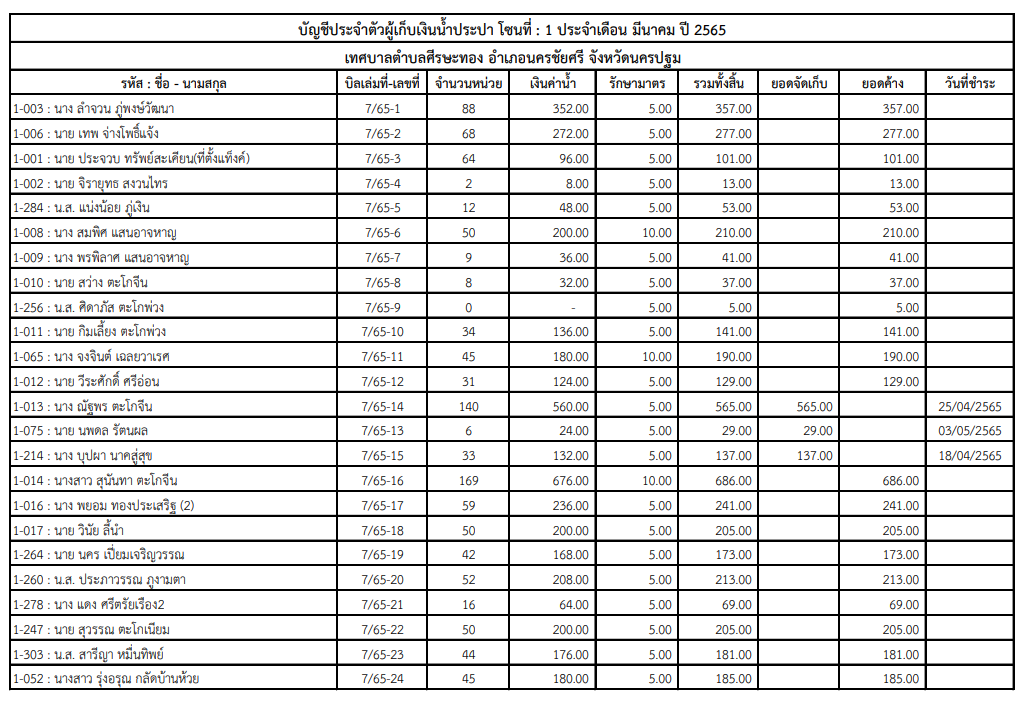 บัญชีประจำตัวผู้เก็บเงินน้ำประปา โซนที่ : 1 ประจำเดือน มีนาคม ปี 2565
เทศบาลตำบลศีรษะทอง อำเภอนครชัยศรี จังหวัดนครปฐม
รหัส : ชื่อ - นามสกุล บิลเล่มที่-เลขที่ จำนวนหน่วย เงินค่าน้ำ รักษามาตร รวมทั้งสิ้น ยอดจัดเก็บ ยอดค้าง วันที่ชำระ
1-003 : นาง ลำจวน ภู่พงษ์วัฒนา 7/65-1 88 352.00 5.00 357.00 357.00
1-006 : นาย เทพ จ่างโพธิ์แจ้ง 7/65-2 68 272.00 5.00 277.00 277.00
1-001 : นาย ประจวบ ทรัพย์สะเคียน(ที่ตั้งแท็งค์) 7/65-3 64 96.00 5.00 101.00 101.00
1-002 : นาย จิรายุทธ สงวนไทร 7/65-4 2 8.00 5.00 13.00 13.00
1-284 : น.ส. แน่งน้อย ภู่เงิน 7/65-5 12 48.00 5.00 53.00 53.00
1-008 : นาง สมพิศ แสนอาจหาญ 7/65-6 50 200.00 10.00 210.00 210.00
1-009 : นาง พรพิลาศ แสนอาจหาญ 7/65-7 9 36.00 5.00 41.00 41.00
1-010 : นาย สว่าง ตะโกจีน 7/65-8 8 32.00 5.00 37.00 37.00
1-256 : น.ส. ศิดาภัส ตะโกพ่วง 7/65-9 0 - 5.00 5.00 5.00
1-011 : นาย กิมเลี้ยง ตะโกพ่วง 7/65-10 34 136.00 5.00 141.00 141.00
1-065 : นาง จงจินต์ เฉลยวาเรศ 7/65-11 45 180.00 10.00 190.00 190.00
1-012 : นาย วีระศักดิ์ ศรีอ่อน 7/65-12 31 124.00 5.00 129.00 129.00
1-013 : นาง ณัฐพร ตะโกจีน 7/65-14 140 560.00 5.00 565.00 565.00 25/04/2565
1-075 : นาย นพดล รัตนผล 7/65-13 6 24.00 5.00 29.00 29.00 03/05/2565
1-214 : นาง บุปผา นาคสู่สุข 7/65-15 33 132.00 5.00 137.00 137.00 18/04/2565
1-014 : นางสาว สุนันทา ตะโกจีน 7/65-16 169 676.00 10.00 686.00 686.00
1-016 : นาง พยอม ทองประเสริฐ (2) 7/65-17 59 236.00 5.00 241.00 241.00
1-017 : นาย วินัย ลี้นำ 7/65-18 50 200.00 5.00 205.00 205.00
1-264 : นาย นคร เปี่ยมเจริญวรรณ 7/65-19 42 168.00 5.00 173.00 173.00
1-260 : น.ส. ประภาวรรณ ภูงามตา 7/65-20 52 208.00 5.00 213.00 213.00
1-278 : นาง แดง ศรีตรัยเรือง2 7/65-21 16 64.00 5.00 69.00 69.00
1-247 : นาย สุวรรณ ตะโกเนียม 7/65-22 50 200.00 5.00 205.00 205.00
1-303 : น.ส. สารีญา หมื่นทิพย์ 7/65-23 44 176.00 5.00 181.00 181.00
1-052 : นางสาว รุ่งอรุณ กลัดบ้านห้วย 7/65-24 45 180.00 5.00 185.00 185.00